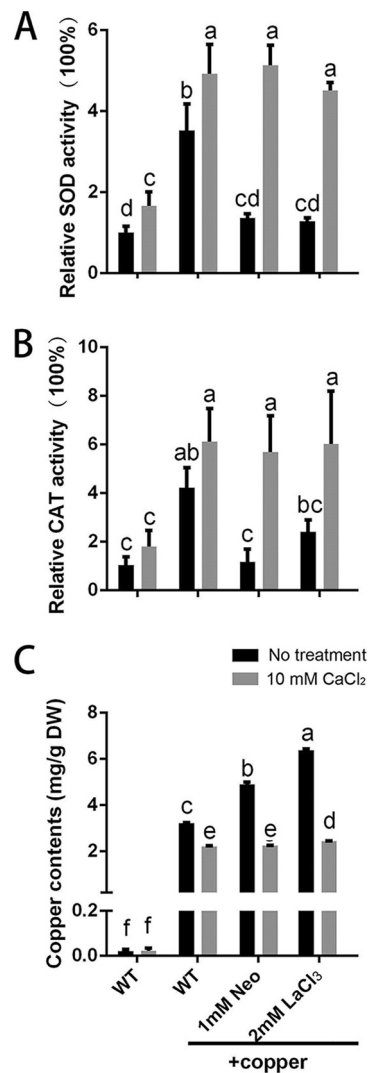 A
Relative SOD activity（100%）
6
4
2
0
d
c
b
a
cd
a
cd
a
B
Relative CAT activity（100%）
10
8
6
4
2
0
c
c
ab
a
c
a
bc
a
C
No treatment
10 mM CaCl₂
Copper contents (mg/g DW)
8
6
4
2
0.2
0.0
f
f
c
e
b
e
a
d
WT
WT
1mM Neo
2mM LaCl₃
+copper